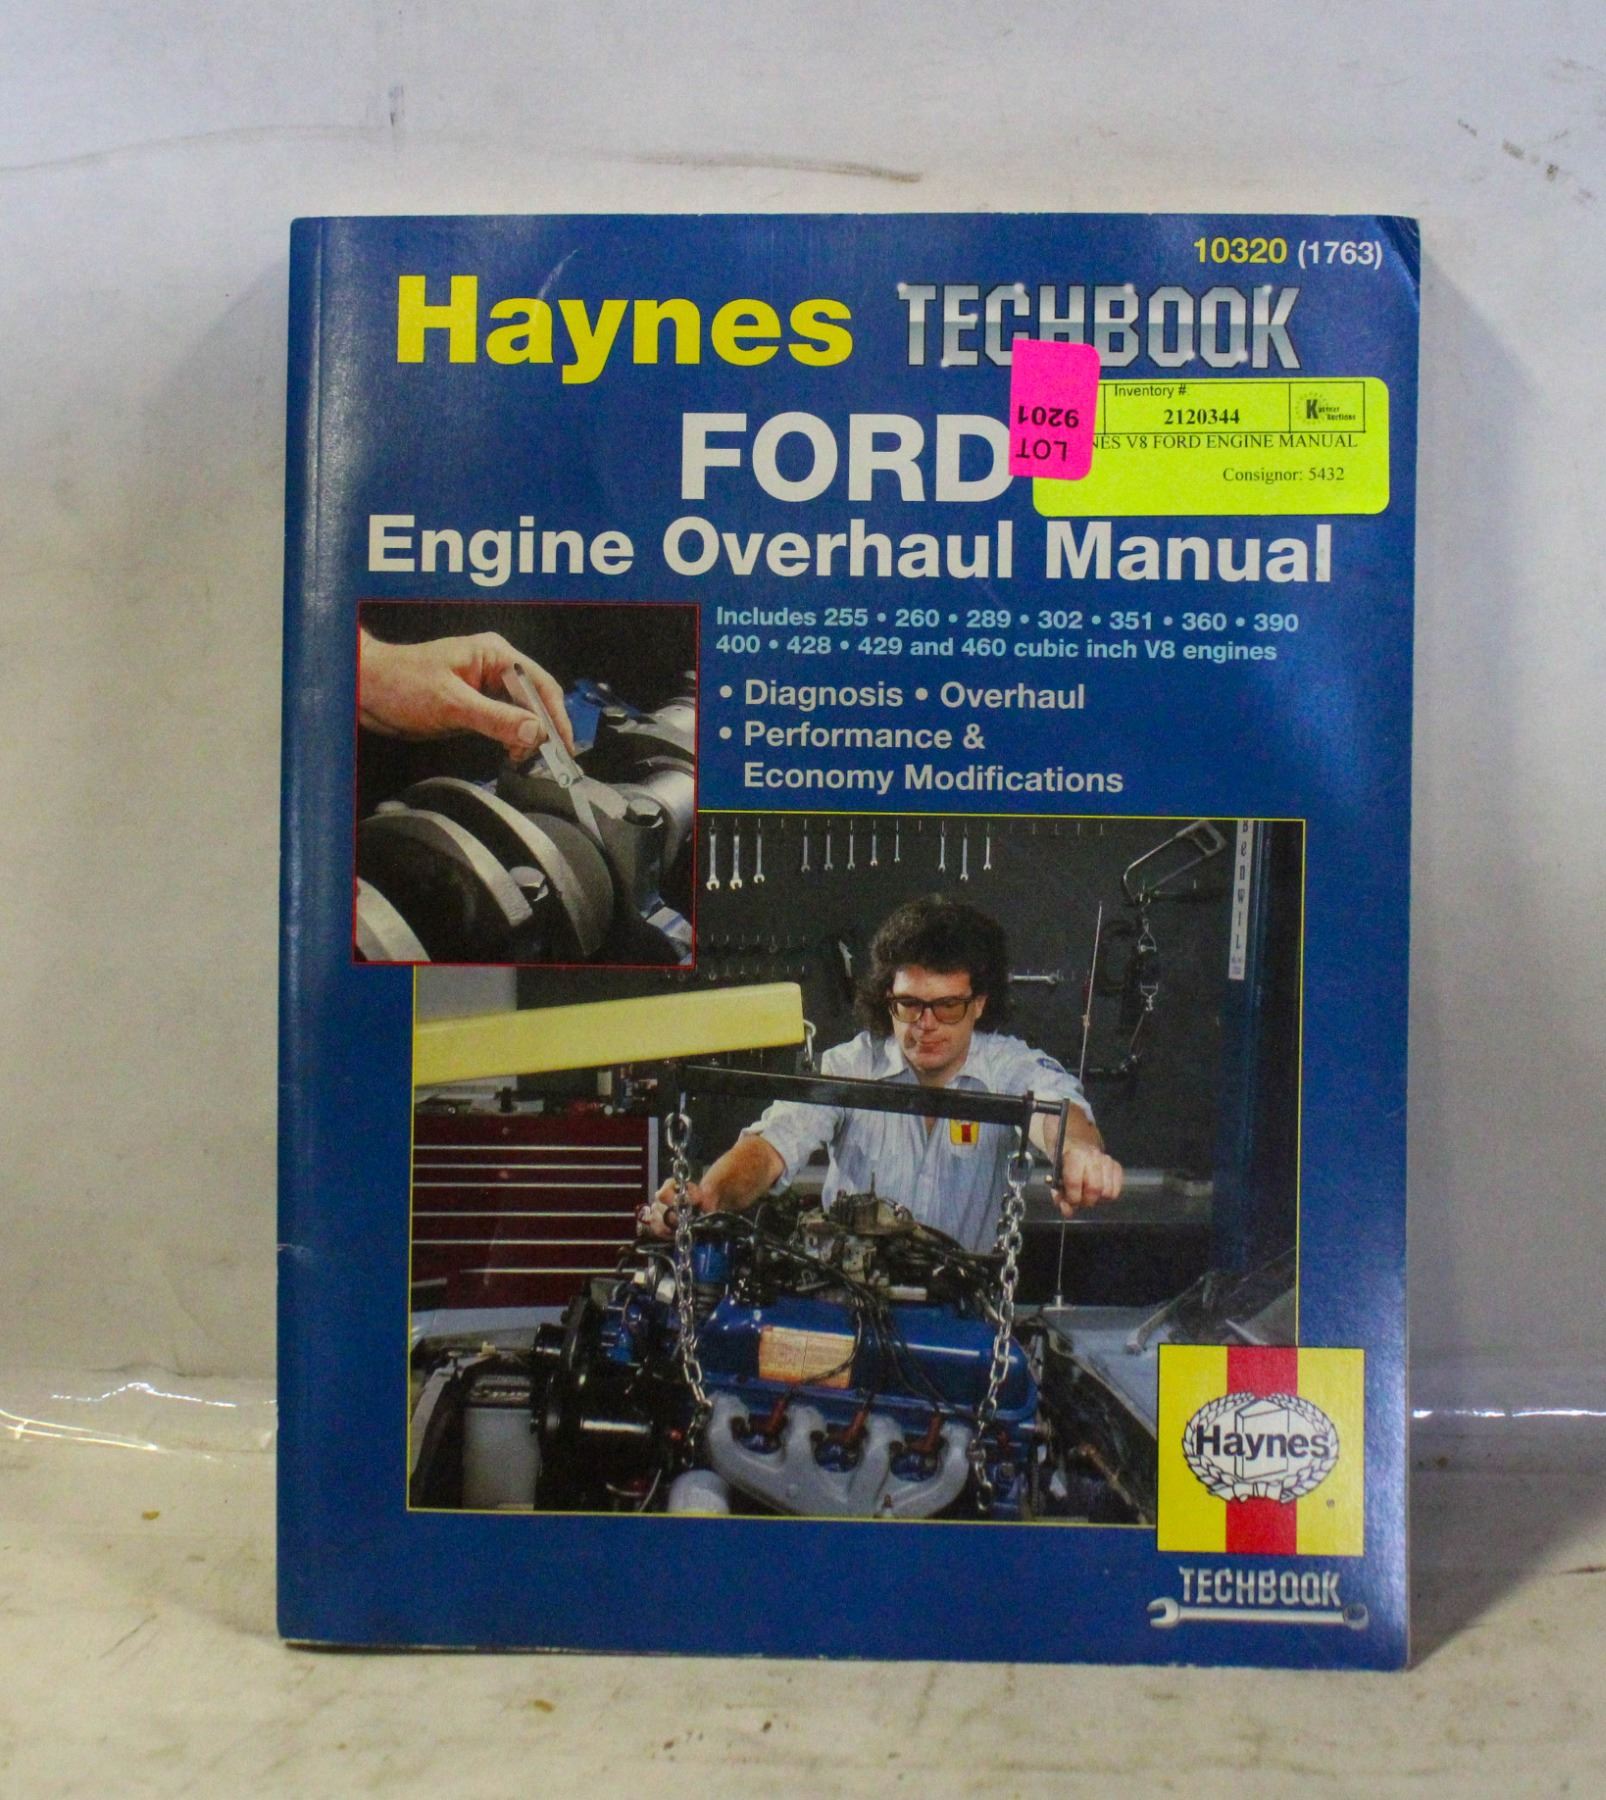 10320 (1763)
Haynes TECHBOOK
LOT
9201
Inventory #
2120344
NES V8 FORD ENGINE MANUAL
Consignor: 5432
FORD
Engine Overhaul Manual
Includes 255 • 260 • 289 • 302 • 351 • 360 • 390
400 • 428 • 429 and 460 cubic inch V8 engines
• Diagnosis • Overhaul
• Performance &
Economy Modifications
BENWIL
Haynes
TECHBOOK